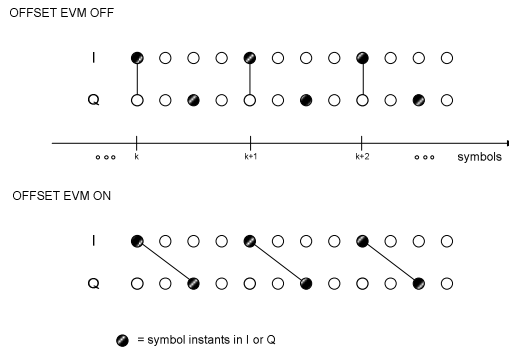 OFFSET EVM OFF
I
Q
k k+1 k+2 symbols
OFFSET EVM ON
I
Q
= symbol instants in I or Q